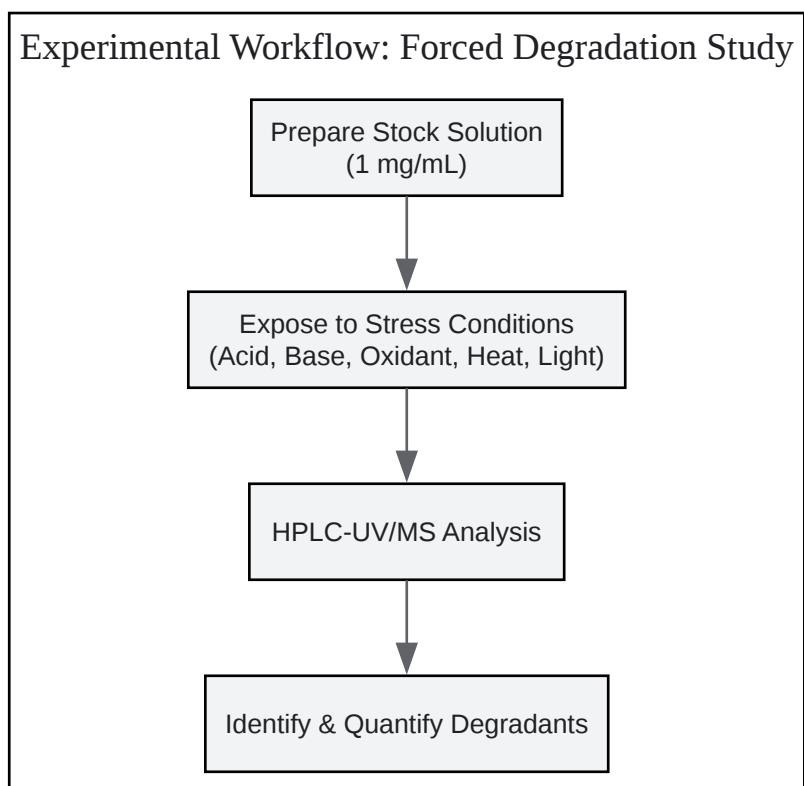 Experimental Workflow: Forced Degradation Study
Prepare Stock Solution
(1 mg/mL)
Expose to Stress Conditions
(Acid, Base, Oxidant, Heat, Light)
HPLC-UV/MS Analysis
Identify & Quantify Degradants